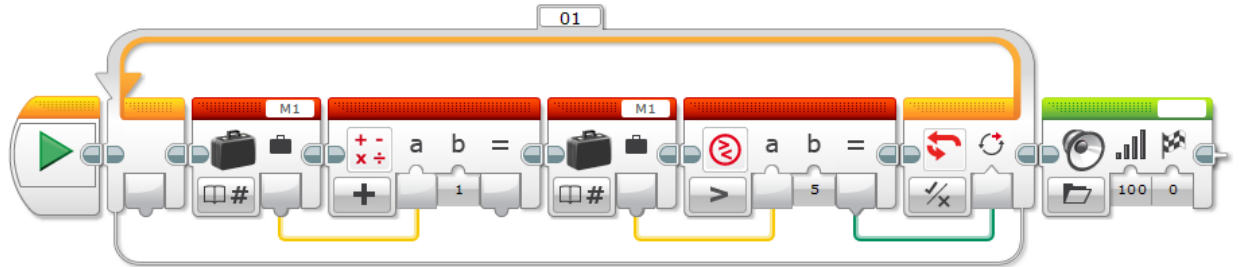 01
M1
M1
+ -
x ÷
a b =
a b =
#
+
1
#
>
5
100
0